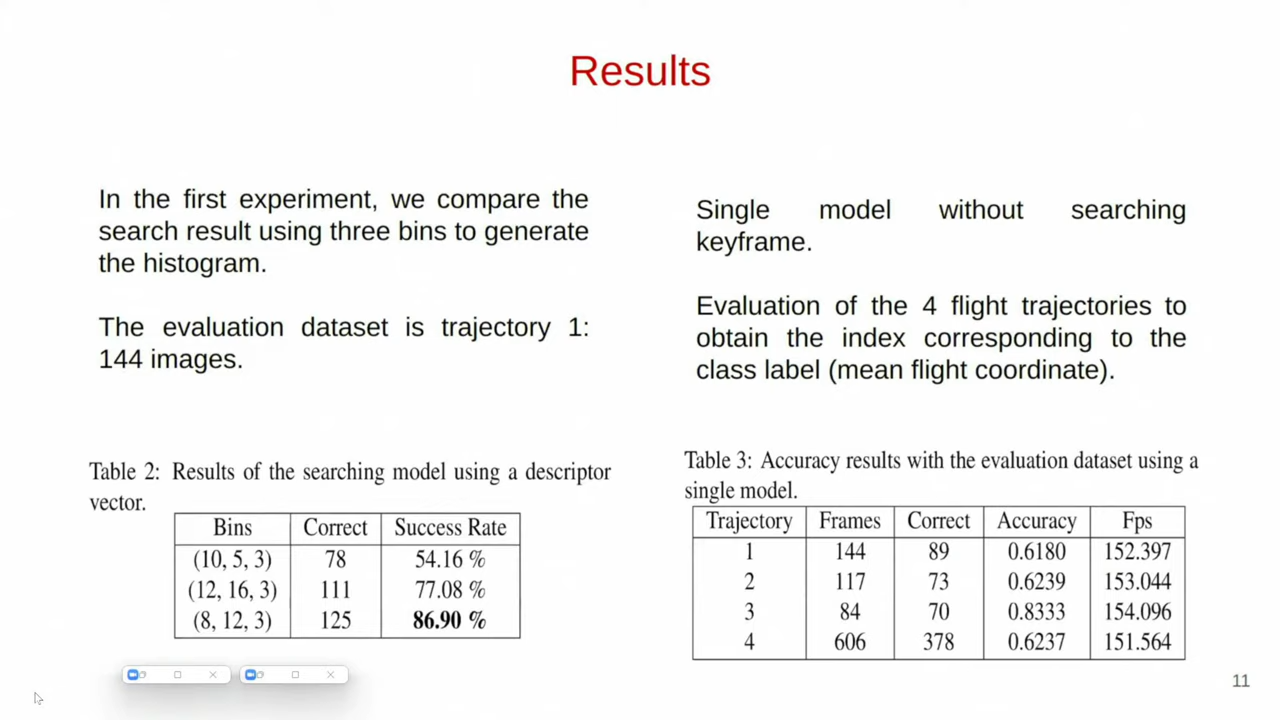 Results
In the first experiment, we compare the
search result using three bins to generate
the histogram.
The evaluation dataset is trajectory 1:
144 images.
Single model without searching
keyframe.
Evaluation of the 4 flight trajectories to
obtain the index corresponding to the
class label (mean flight coordinate).
Table 2: Results of the searching model using a descriptor
vector.
Bins Correct Success Rate
(10, 5, 3) 78 54.16 %
(12, 16, 3) 111 77.08 %
(8, 12, 3) 125 86.90 %
Table 3: Accuracy results with the evaluation dataset using a
single model.
Trajectory Frames Correct Accuracy Fps
1 144 89 0.6180 152.397
2 117 73 0.6239 153.044
3 84 70 0.8333 154.096
4 606 378 0.6237 151.564
11